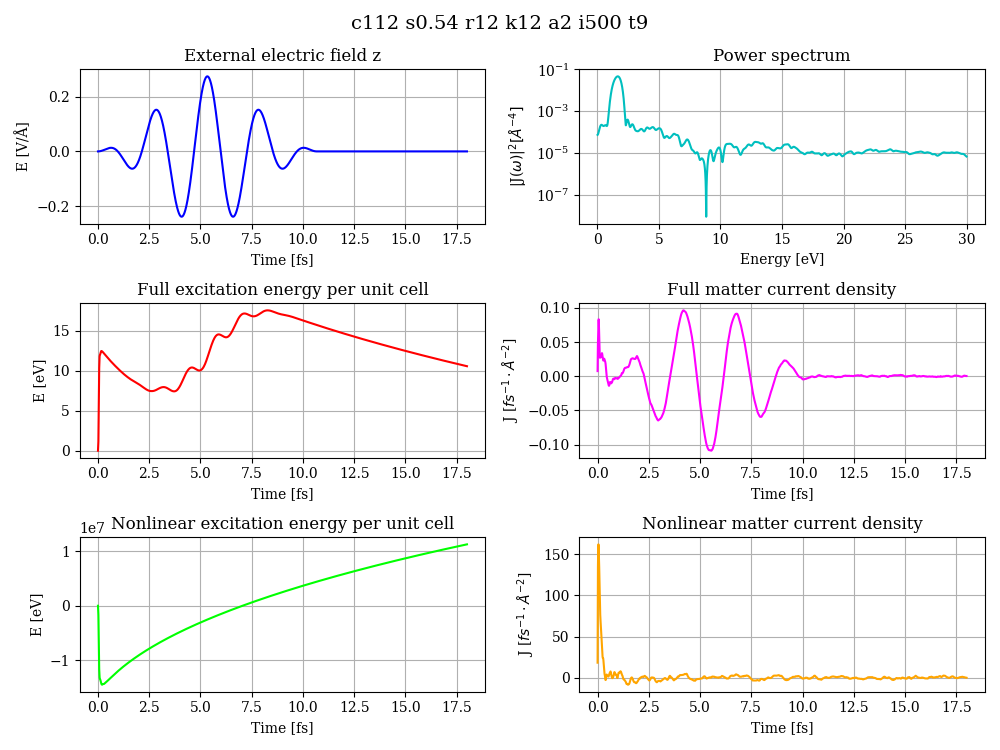 c112 s0.54 r12 k12 a2 i500 t9
External electric field z
E [V/Å]
0.2
0.0
−0.2
0.0 2.5 5.0 7.5 10.0 12.5 15.0 17.5
Time [fs]
Power spectrum
|J(ω)|²[Å⁻⁴]
10⁻¹
10⁻³
10⁻⁵
10⁻⁷
0 5 10 15 20 25 30
Energy [eV]
Full excitation energy per unit cell
E [eV]
15
10
5
0
0.0 2.5 5.0 7.5 10.0 12.5 15.0 17.5
Time [fs]
Full matter current density
J [fs⁻¹ · Å⁻²]
0.10
0.05
0.00
−0.05
−0.10
0.0 2.5 5.0 7.5 10.0 12.5 15.0 17.5
Time [fs]
Nonlinear excitation energy per unit cell
1e7
E [eV]
1
0
−1
0.0 2.5 5.0 7.5 10.0 12.5 15.0 17.5
Time [fs]
Nonlinear matter current density
J [fs⁻¹ · Å⁻²]
150
100
50
0
0.0 2.5 5.0 7.5 10.0 12.5 15.0 17.5
Time [fs]